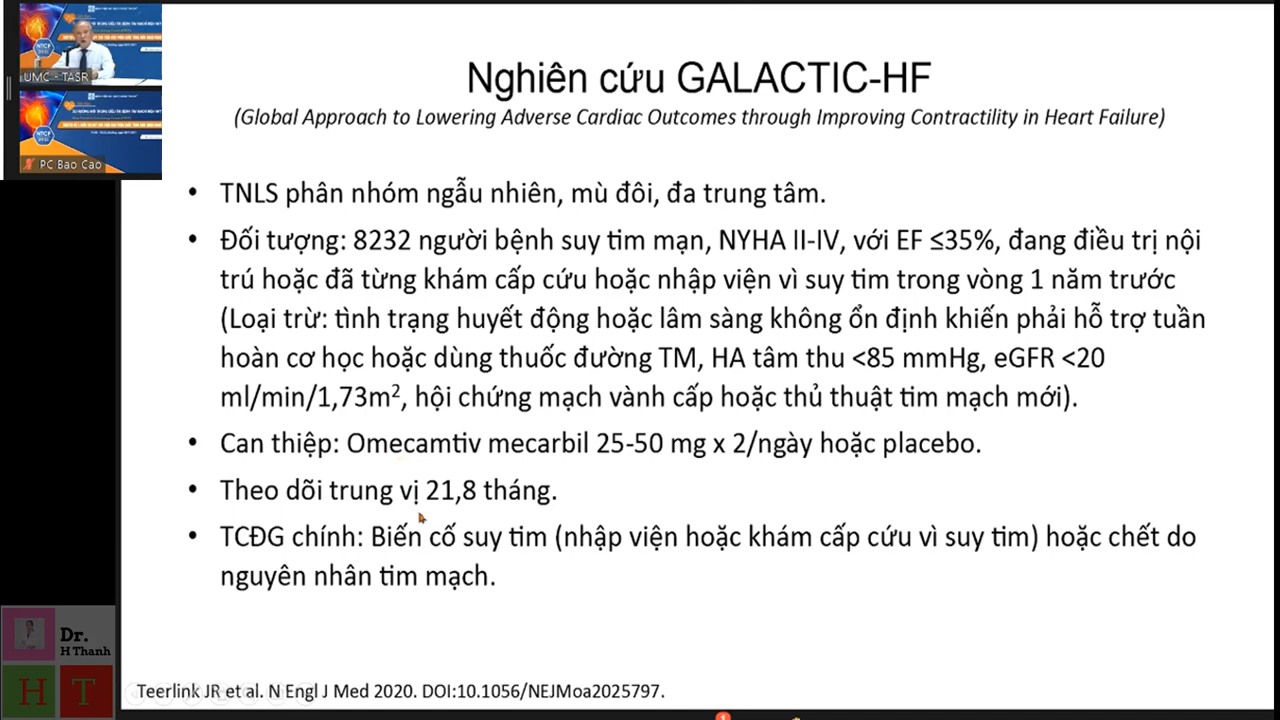 Nghiên cứu GALACTIC-HF
(Global Approach to Lowering Adverse Cardiac Outcomes through Improving Contractility in Heart Failure)
• TNLS phân nhóm ngẫu nhiên, mù đôi, đa trung tâm.
• Đối tượng: 8232 người bệnh suy tim mạn, NYHA II-IV, với EF ≤35%, đang điều trị nội
trú hoặc đã từng khám cấp cứu hoặc nhập viện vì suy tim trong vòng 1 năm trước
(Loại trừ: tình trạng huyết động hoặc lâm sàng không ổn định khiến phải hỗ trợ tuần
hoàn cơ học hoặc dùng thuốc đường TM, HA tâm thu <85 mmHg, eGFR <20
ml/min/1,73m², hội chứng mạch vành cấp hoặc thủ thuật tim mạch mới).
• Can thiệp: Omecamtiv mecarbil 25-50 mg x 2/ngày hoặc placebo.
• Theo dõi trung vị 21,8 tháng.
• TCĐG chính: Biến cố suy tim (nhập viện hoặc khám cấp cứu vì suy tim) hoặc chết do
nguyên nhân tim mạch.
Teerlink JR et al. N Engl J Med 2020. DOI:10.1056/NEJMoa2025797.
UMC - TASR
NTCF
PC Bao Cao
NTCF
Dr.
H Thanh
H T